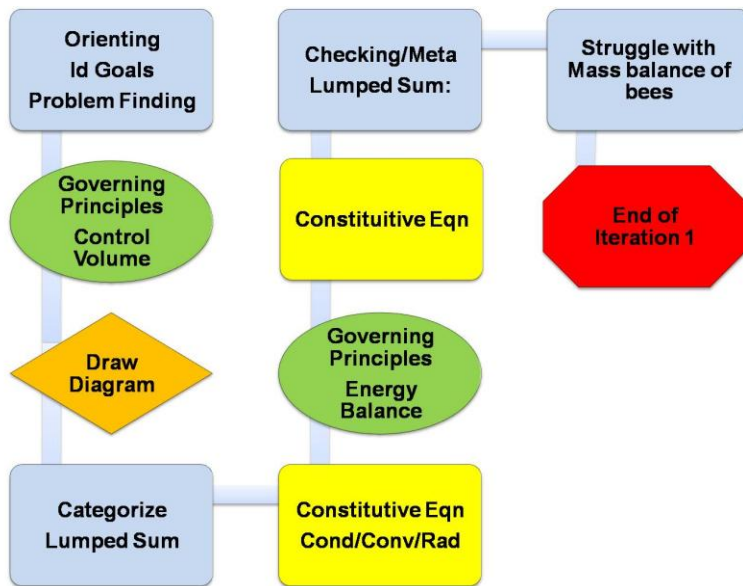 Orienting
Id Goals
Problem Finding
Governing
Principles
Control
Volume
Draw
Diagram
Categorize
Lumped Sum
Constitutive Eqn
Cond/Conv/Rad
Governing
Principles
Energy
Balance
Constituitive Eqn
Checking/Meta
Lumped Sum:
Struggle with
Mass balance of
bees
End of
Iteration 1